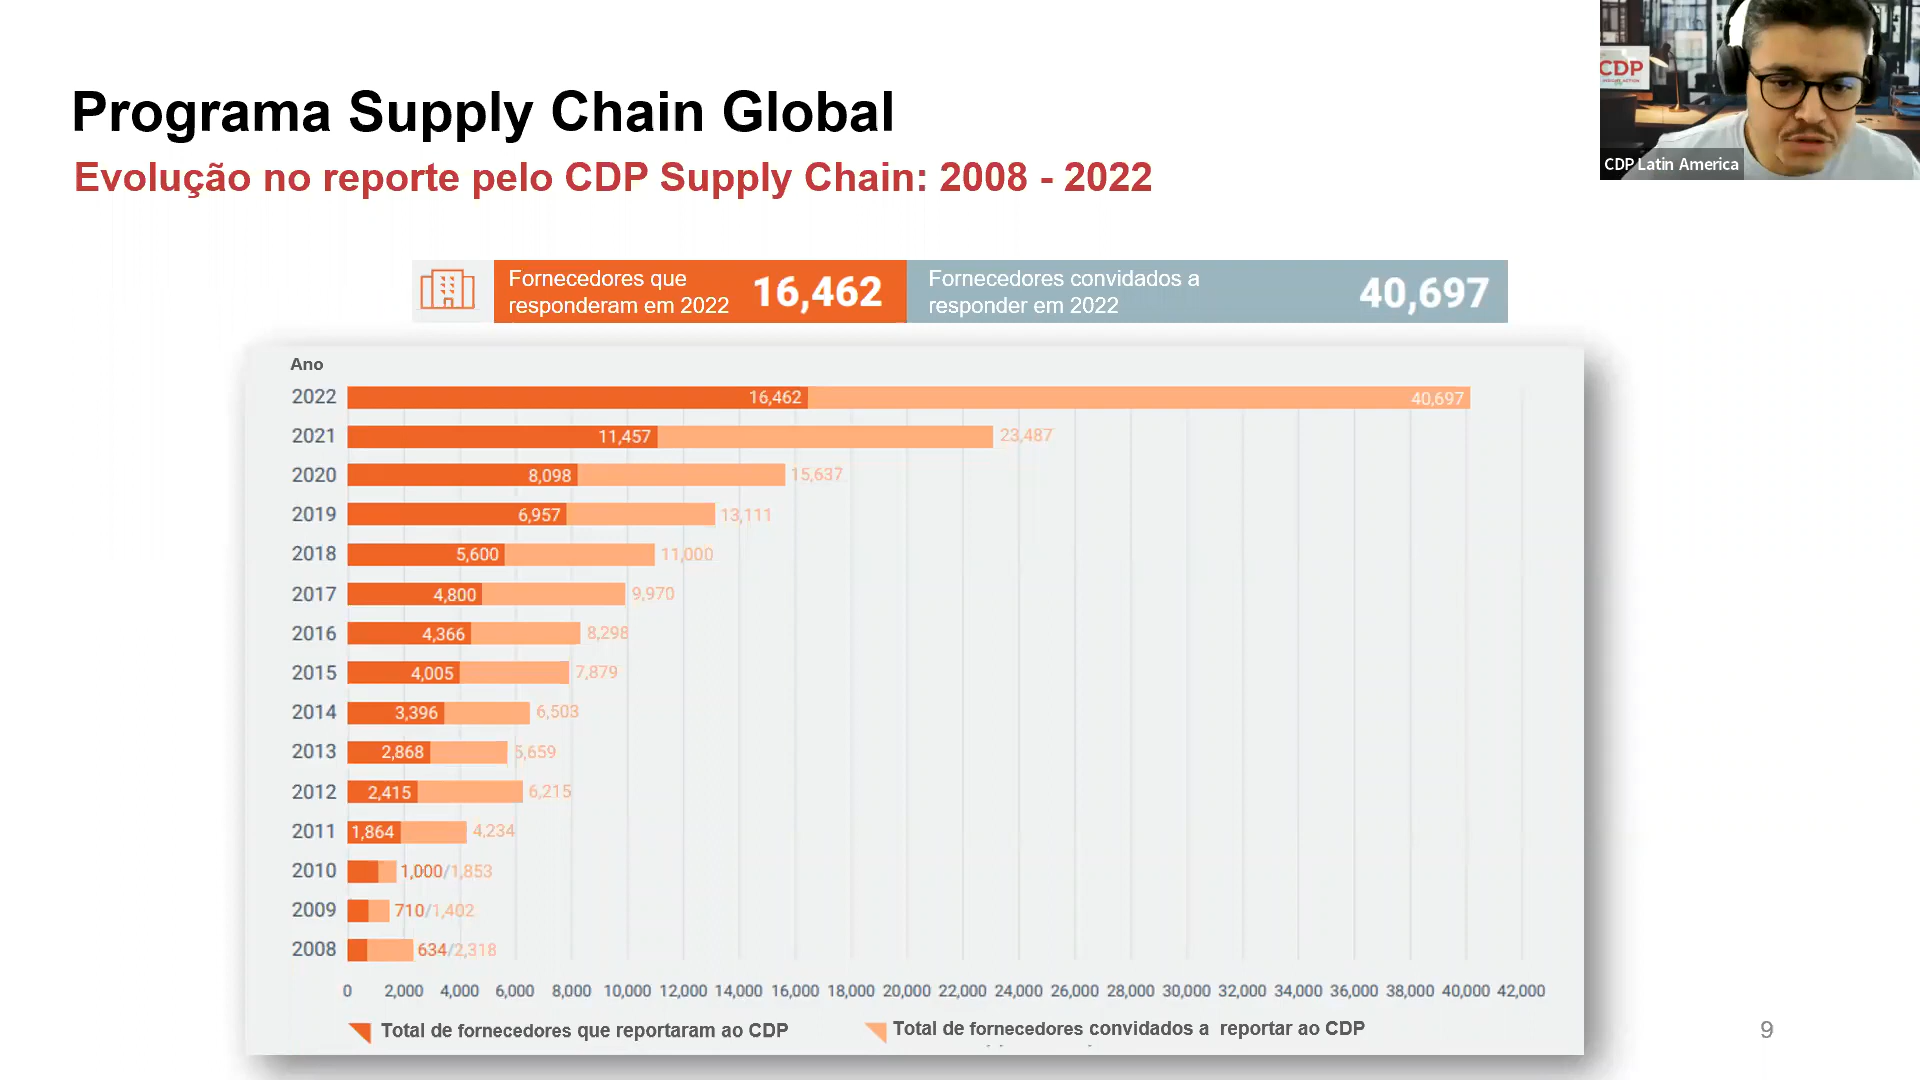 Programa Supply Chain Global
Evolução no reporte pelo CDP Supply Chain: 2008 - 2022
CDP
CDP Latin America
Fornecedores que
responderam em 2022
16,462
Fornecedores convidados a
responder em 2022
40,697
Ano
2022 16,462 40,697
2021 11,457 23,487
2020 8,098 15,637
2019 6,957 13,111
2018 5,600 11,000
2017 4,800 9,970
2016 4,366 8,298
2015 4,005 7,879
2014 3,396 6,503
2013 2,868 5,659
2012 2,415 6,215
2011 1,864 4,234
2010 1,000/1,853
2009 710/1,402
2008 634/2,318
0 2,000 4,000 6,000 8,000 10,000 12,000 14,000 16,000 18,000 20,000 22,000 24,000 26,000 28,000 30,000 32,000 34,000 36,000 38,000 40,000 42,000
Total de fornecedores que reportaram ao CDP
Total de fornecedores convidados a reportar ao CDP
9